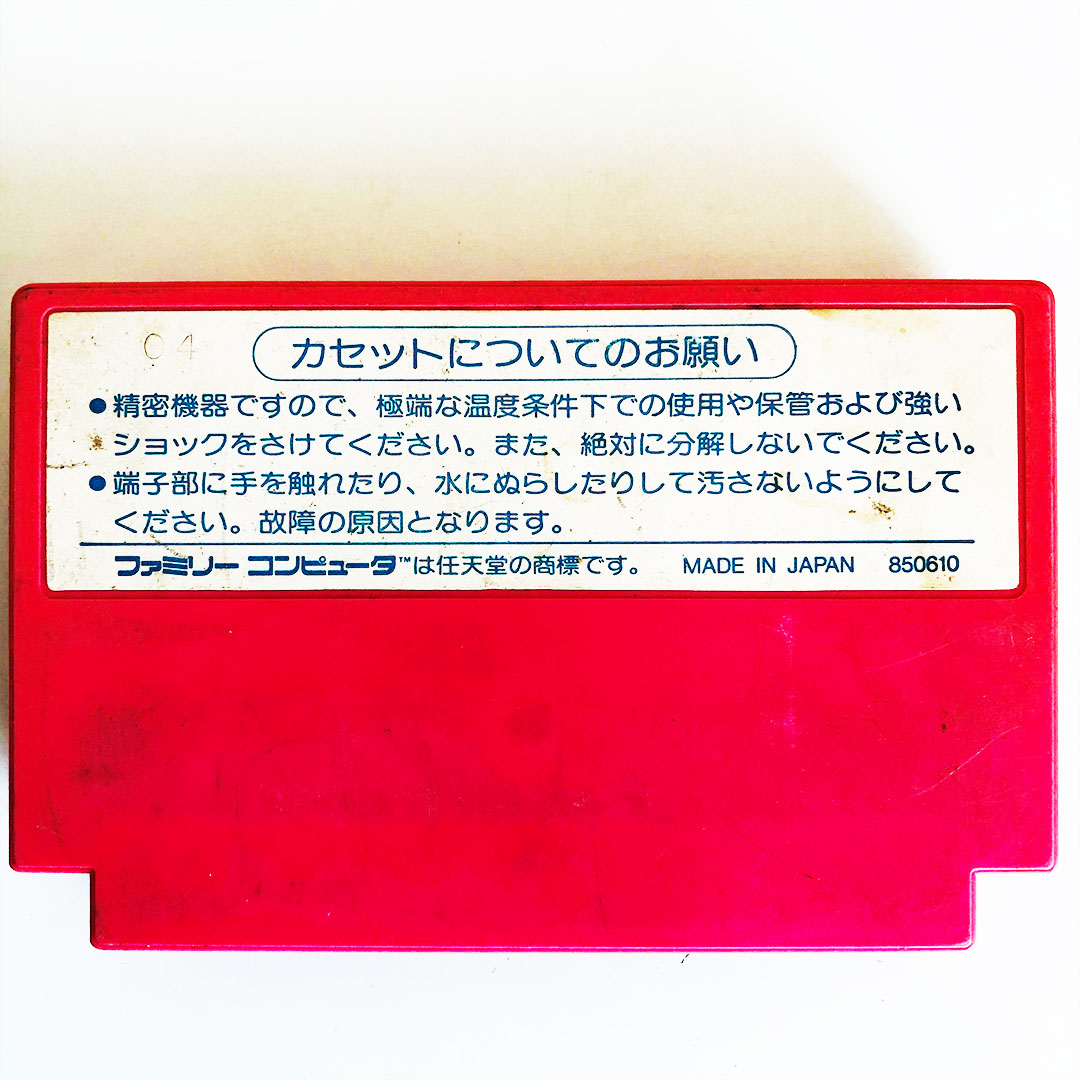 04
カセットについてのお願い
●精密機器ですので、極端な温度条件下での使用や保管および強い
ショックをさけてください。また、絶対に分解しないでください。
●端子部に手を触れたり、水にぬらしたりして汚さないようにして
ください。故障の原因となります。
ファミリー コンピュータ™は任天堂の商標です。 MADE IN JAPAN 850610